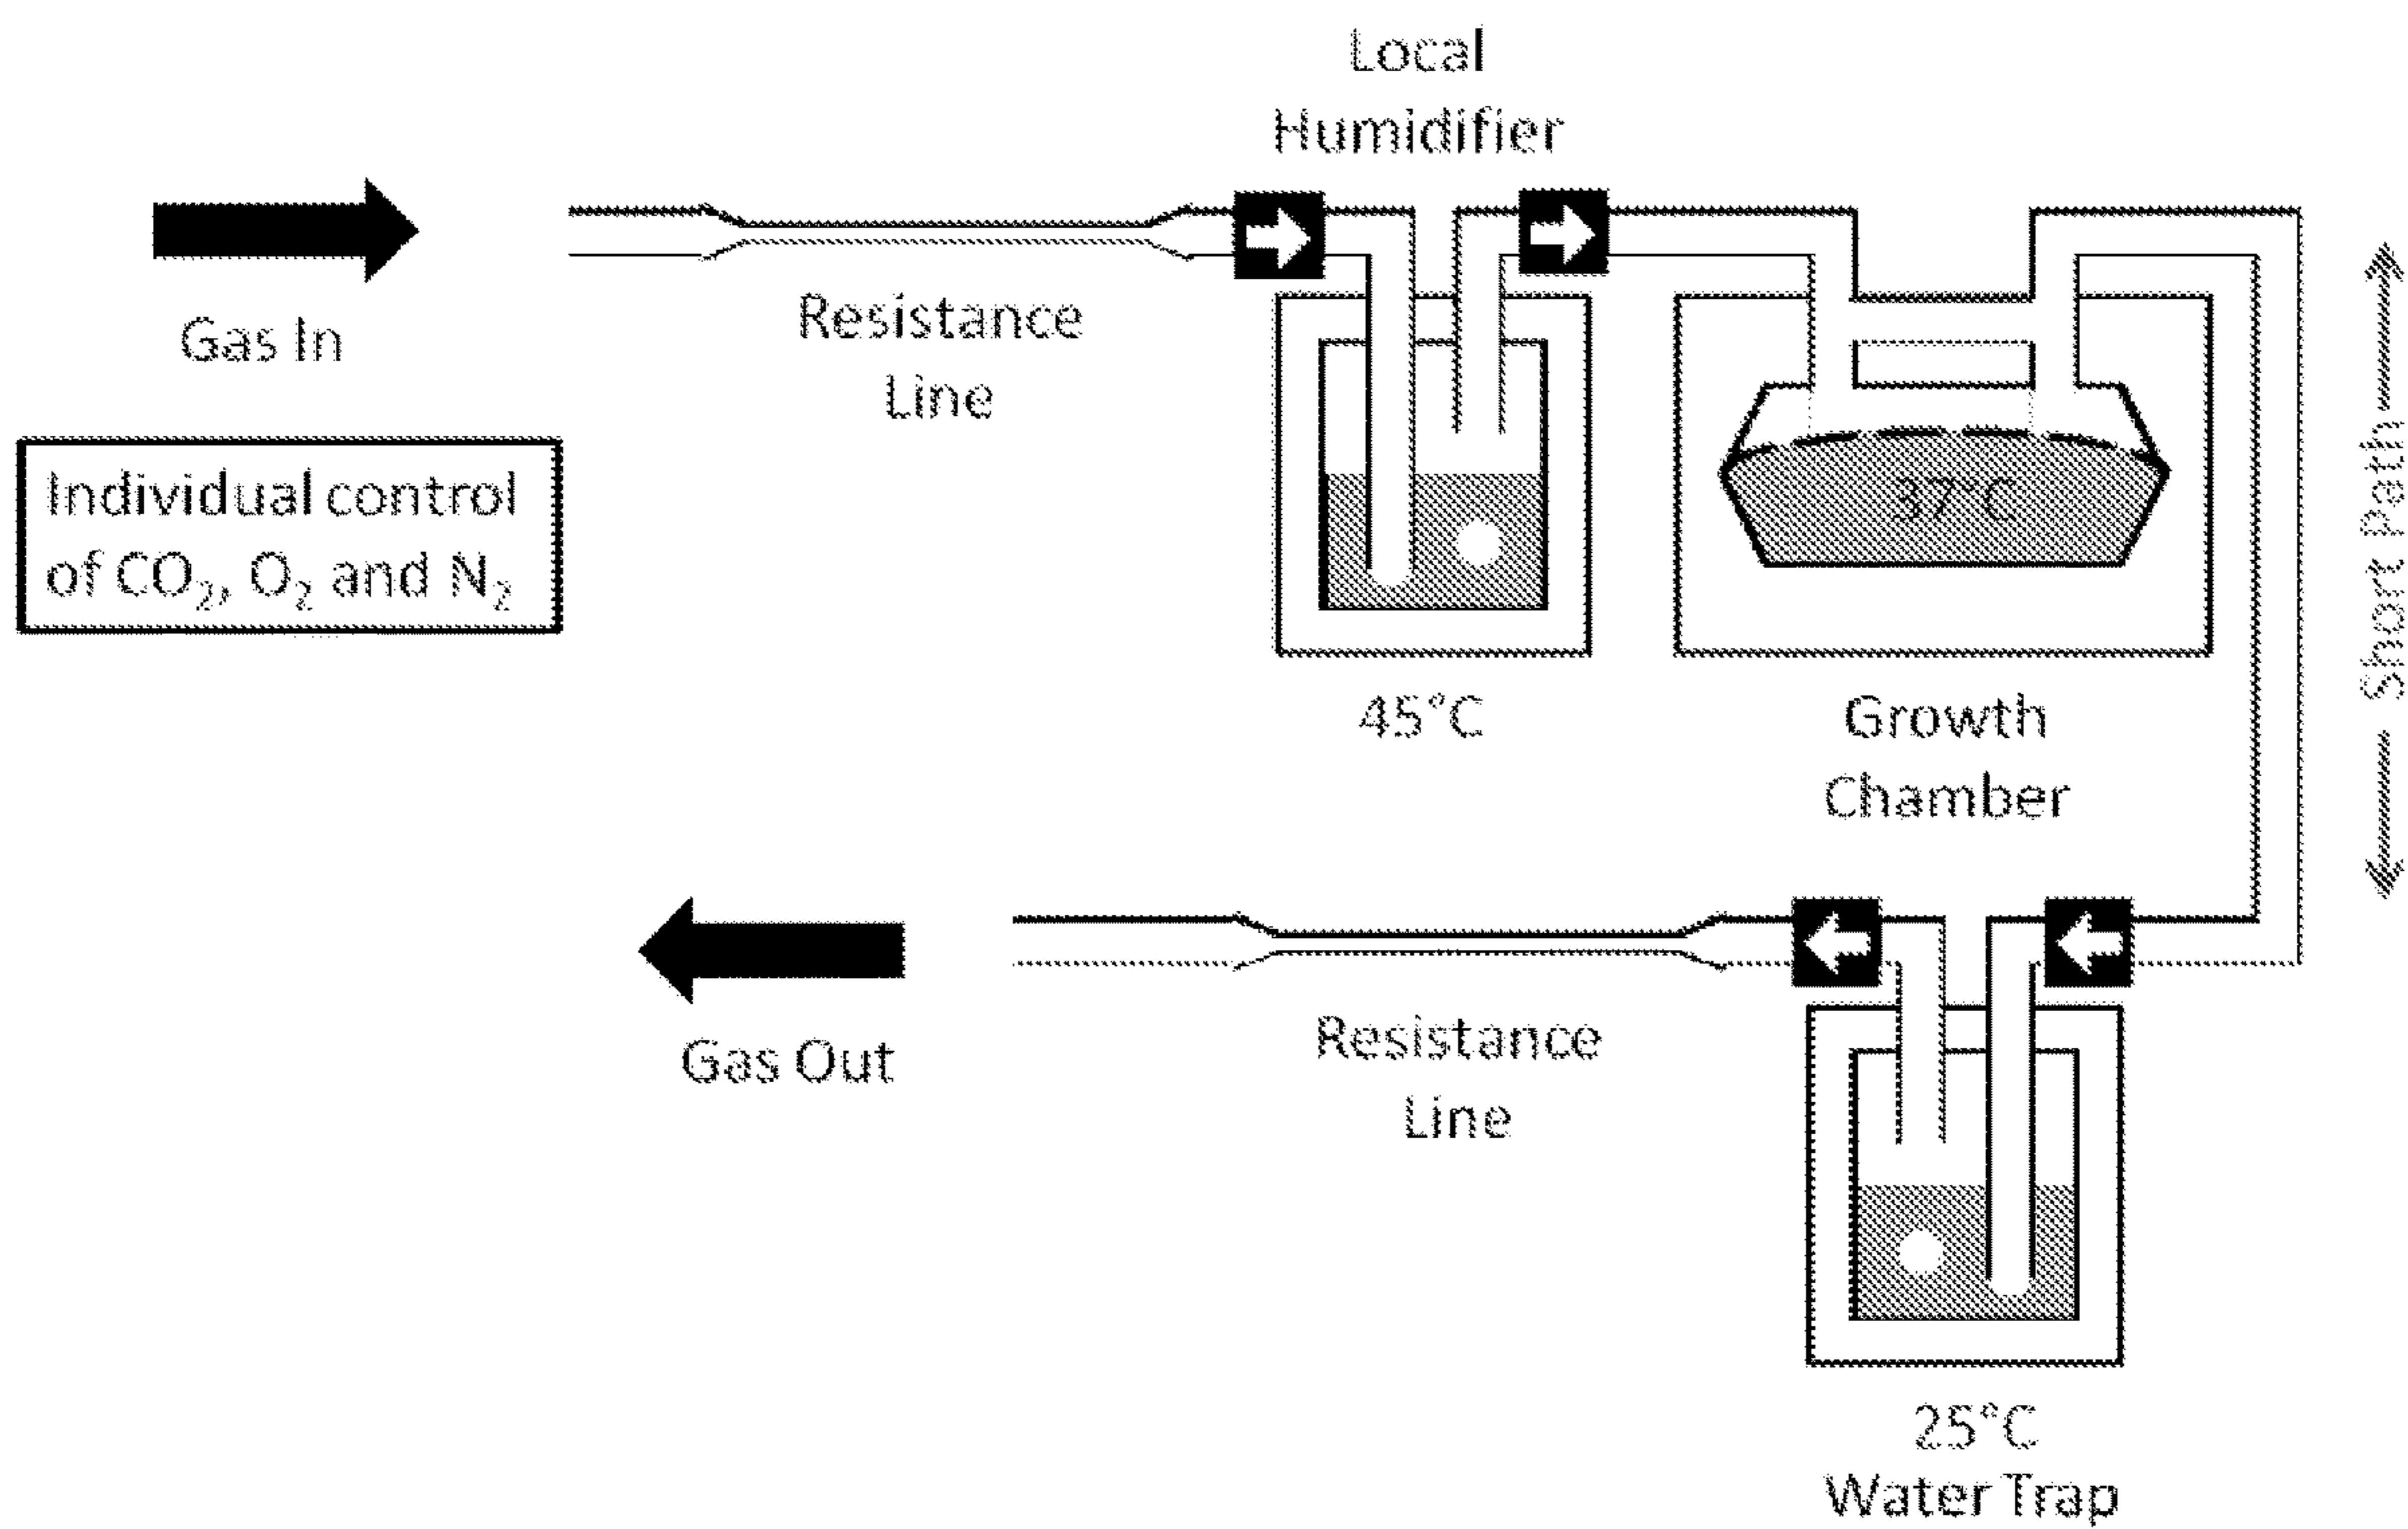 Local
Humidifier
Gas In
Resistance
Line
Individual control
of CO₂, O₂ and N₂
37°C
45°C
Growth
Chamber
Short Path
Gas Out
Resistance
Line
25°C
Water Trap